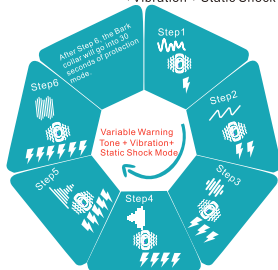 +Vibration + Static Shock
After Step 6, the Bark
collar will go into 30
seconds of protection
mode.
Step1
Step2
Step3
Step4
Step5
Step6
Variable Warning
Tone + Vibration+
Static Shock Mode